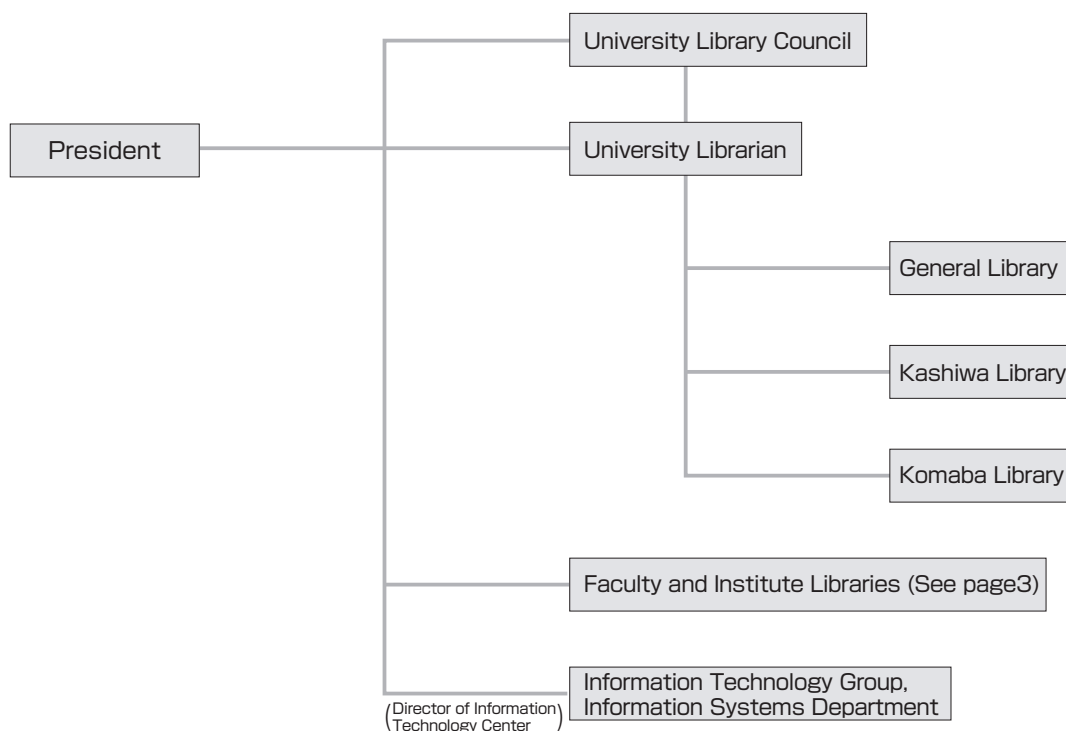 University Library Council
President
University Librarian
General Library
Kashiwa Library
Komaba Library
Faculty and Institute Libraries (See page3)
Information Technology Group,
Information Systems Department
(Director of Information
Technology Center)